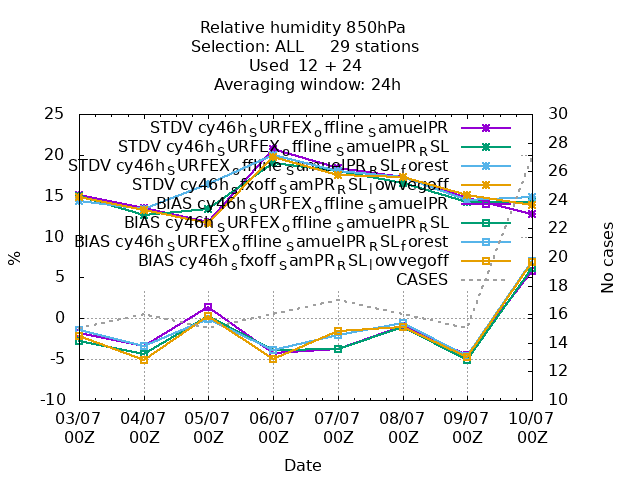 Relative humidity 850hPa
Selection: ALL 29 stations
Used 12 + 24
Averaging window: 24h
25
20
15
10
5
0
-5
-10
%
30
28
26
24
22
20
18
16
14
12
10
No cases
STDV cy46h_SURFEX_offline_samuelPR
STDV cy46h_SURFEX_offline_samuelPR_RSL
STDV cy46h_SURFEX_offline_samuelPR_RSL_forest
STDV cy46h_sfxoff_samPR_RSL_lowvegoff
BIAS cy46h_SURFEX_offline_samuelPR
BIAS cy46h_SURFEX_offline_samuelPR_RSL
BIAS cy46h_SURFEX_offline_samuelPR_RSL_forest
BIAS cy46h_sfxoff_samPR_RSL_lowvegoff
CASES
03/07 04/07 05/07 06/07 07/07 08/07 09/07 10/07
00Z 00Z 00Z 00Z 00Z 00Z 00Z 00Z
Date